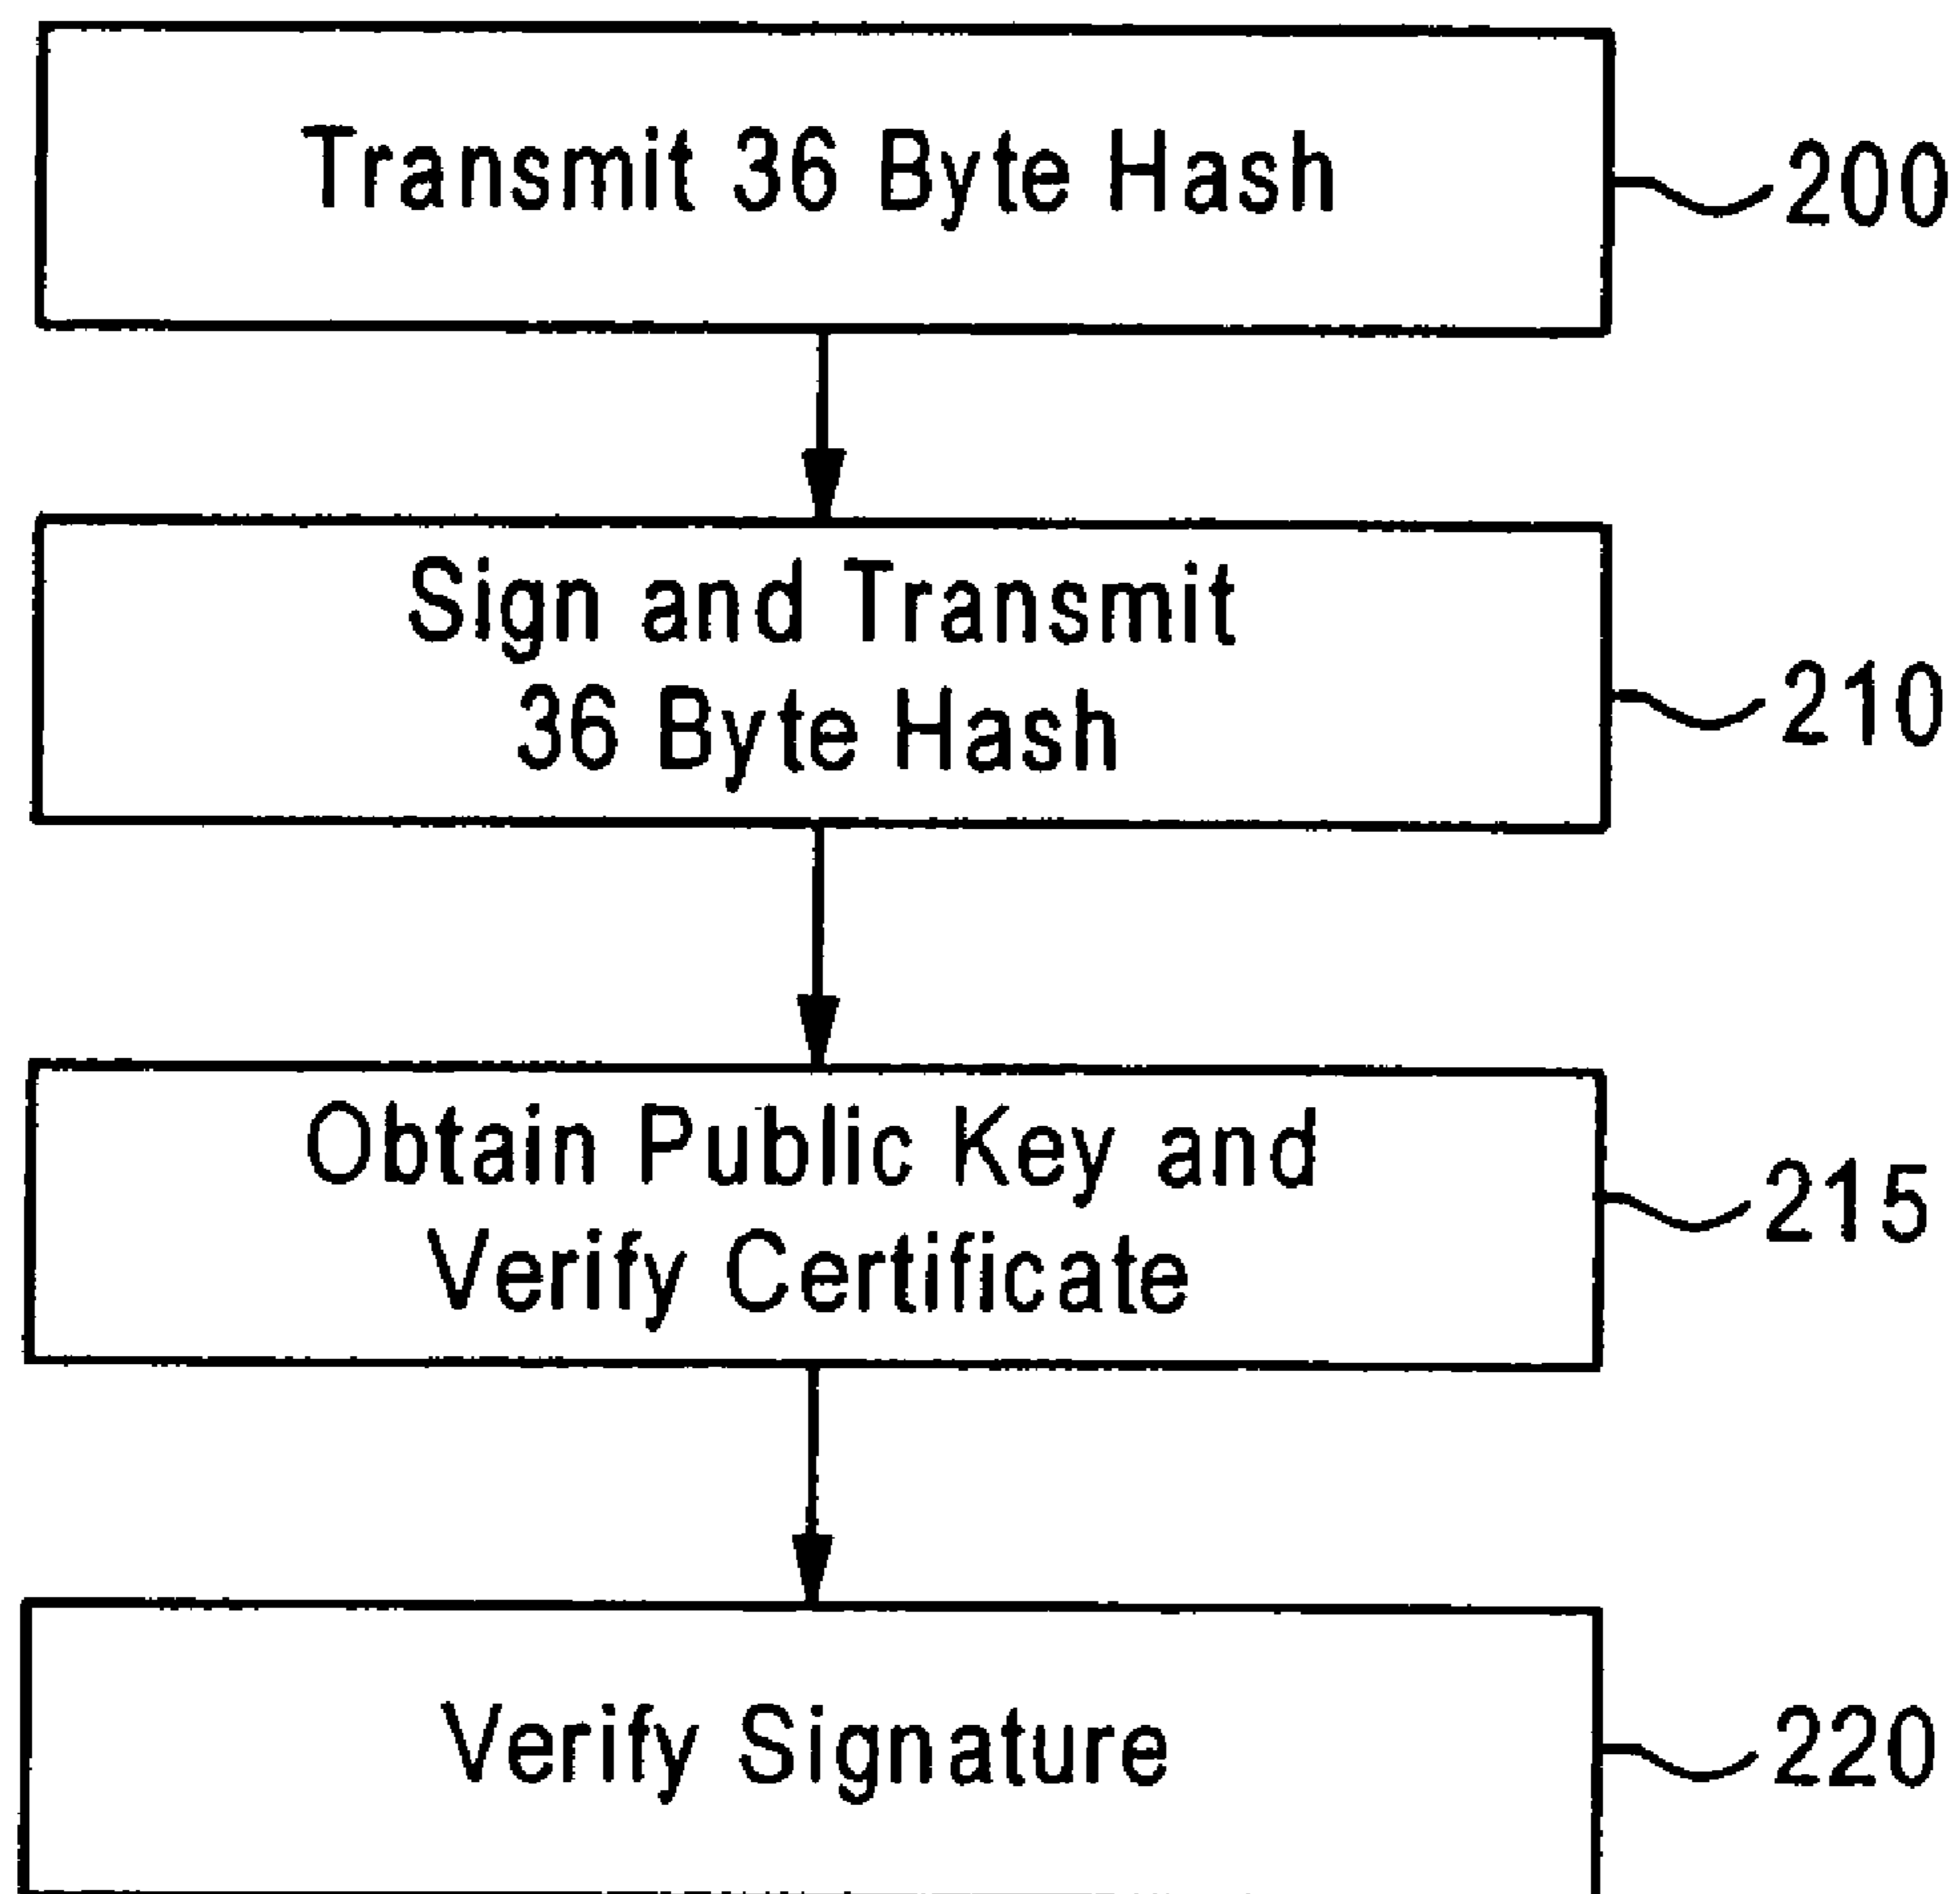 Transmit 36 Byte Hash
200
Sign and Transmit
36 Byte Hash
210
Obtain Public Key and
Verify Certificate
215
Verify Signature
220